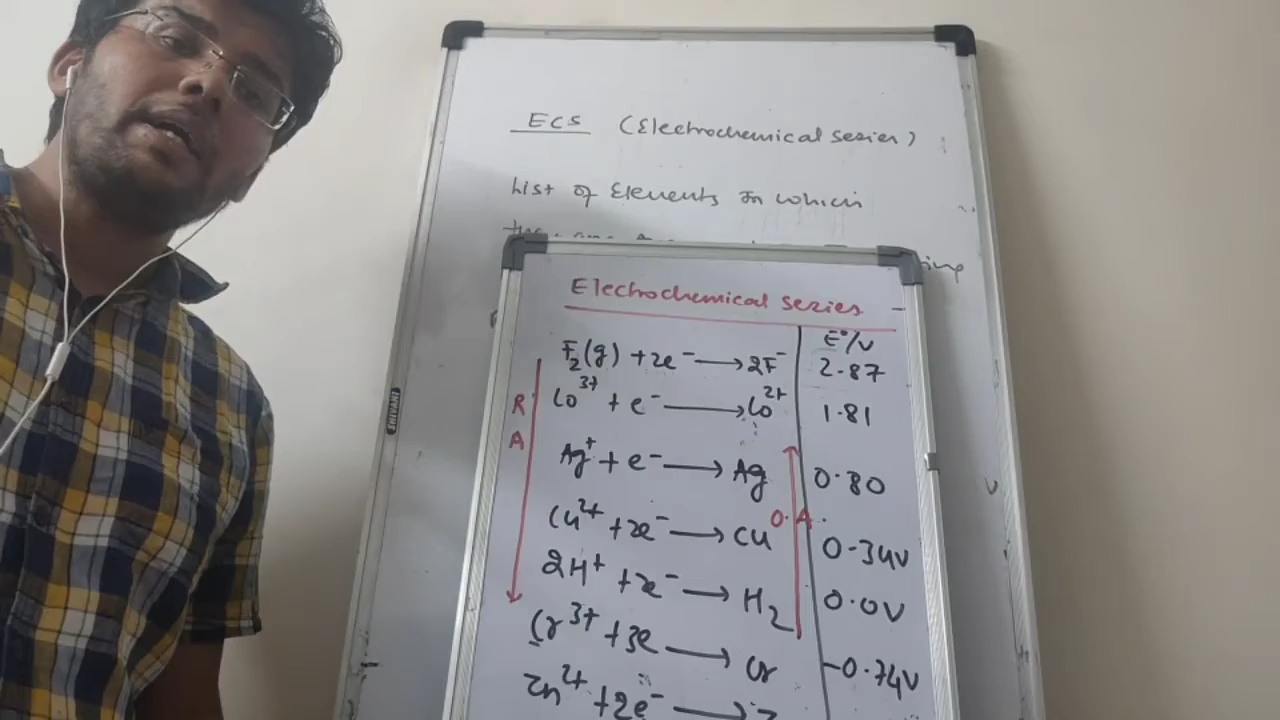 ECS (Electrochemical series)
List of Elements In which
Electrochemical series
E°/V
F₂(g) + 2e⁻ → 2F⁻ 2.87
Co³⁺ + e⁻ → Co²⁺ 1.81
Ag⁺ + e⁻ → Ag 0.80
Cu²⁺ + 2e⁻ → Cu 0.34V
2H⁺ + 2e⁻ → H₂ 0.0V
Cr³⁺ + 3e → Cr -0.74V
Zn²⁺ + 2e⁻ →
R.
A
O.A.
SHIVANI